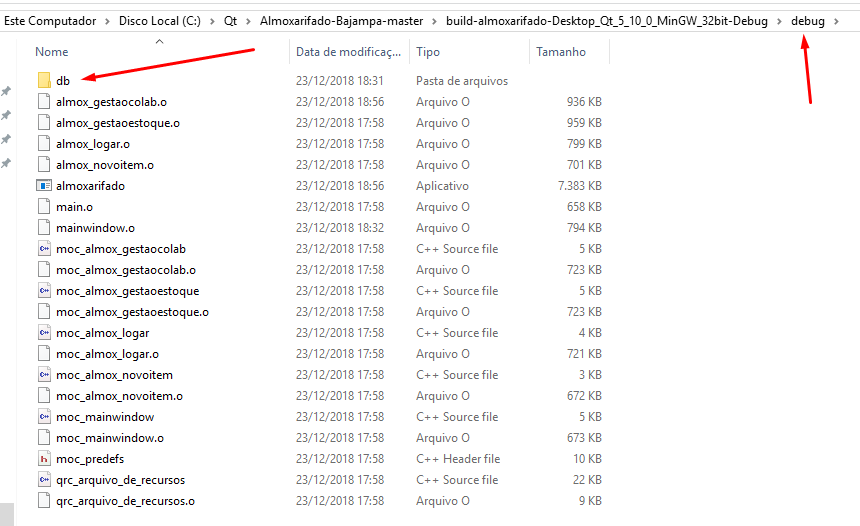 Este Computador > Disco Local (C:) > Qt > Almoxarifado-Bajampa-master > build-almoxarifado-Desktop_Qt_5_10_0_MinGW_32bit-Debug > debug >
Nome Data de modificaç... Tipo Tamanho
db 23/12/2018 18:31 Pasta de arquivos
almox_gestaocolab.o 23/12/2018 18:56 Arquivo O 936 KB
almox_gestaoestoque.o 23/12/2018 17:58 Arquivo O 959 KB
almox_logar.o 23/12/2018 17:58 Arquivo O 799 KB
almox_novoitem.o 23/12/2018 17:58 Arquivo O 701 KB
almoxarifado 23/12/2018 18:56 Aplicativo 7.383 KB
main.o 23/12/2018 17:58 Arquivo O 658 KB
mainwindow.o 23/12/2018 18:32 Arquivo O 794 KB
moc_almox_gestaocolab 23/12/2018 17:58 C++ Source file 5 KB
moc_almox_gestaocolab.o 23/12/2018 17:58 Arquivo O 723 KB
moc_almox_gestaoestoque 23/12/2018 17:58 C++ Source file 5 KB
moc_almox_gestaoestoque.o 23/12/2018 17:58 Arquivo O 723 KB
moc_almox_logar 23/12/2018 17:58 C++ Source file 4 KB
moc_almox_logar.o 23/12/2018 17:58 Arquivo O 721 KB
moc_almox_novoitem 23/12/2018 17:58 C++ Source file 3 KB
moc_almox_novoitem.o 23/12/2018 17:58 Arquivo O 672 KB
moc_mainwindow 23/12/2018 17:58 C++ Source file 5 KB
moc_mainwindow.o 23/12/2018 17:58 Arquivo O 673 KB
moc_predefs 23/12/2018 17:58 C++ Header file 10 KB
qrc_arquivo_de_recursos 23/12/2018 17:58 C++ Source file 22 KB
qrc_arquivo_de_recursos.o 23/12/2018 17:58 Arquivo O 9 KB